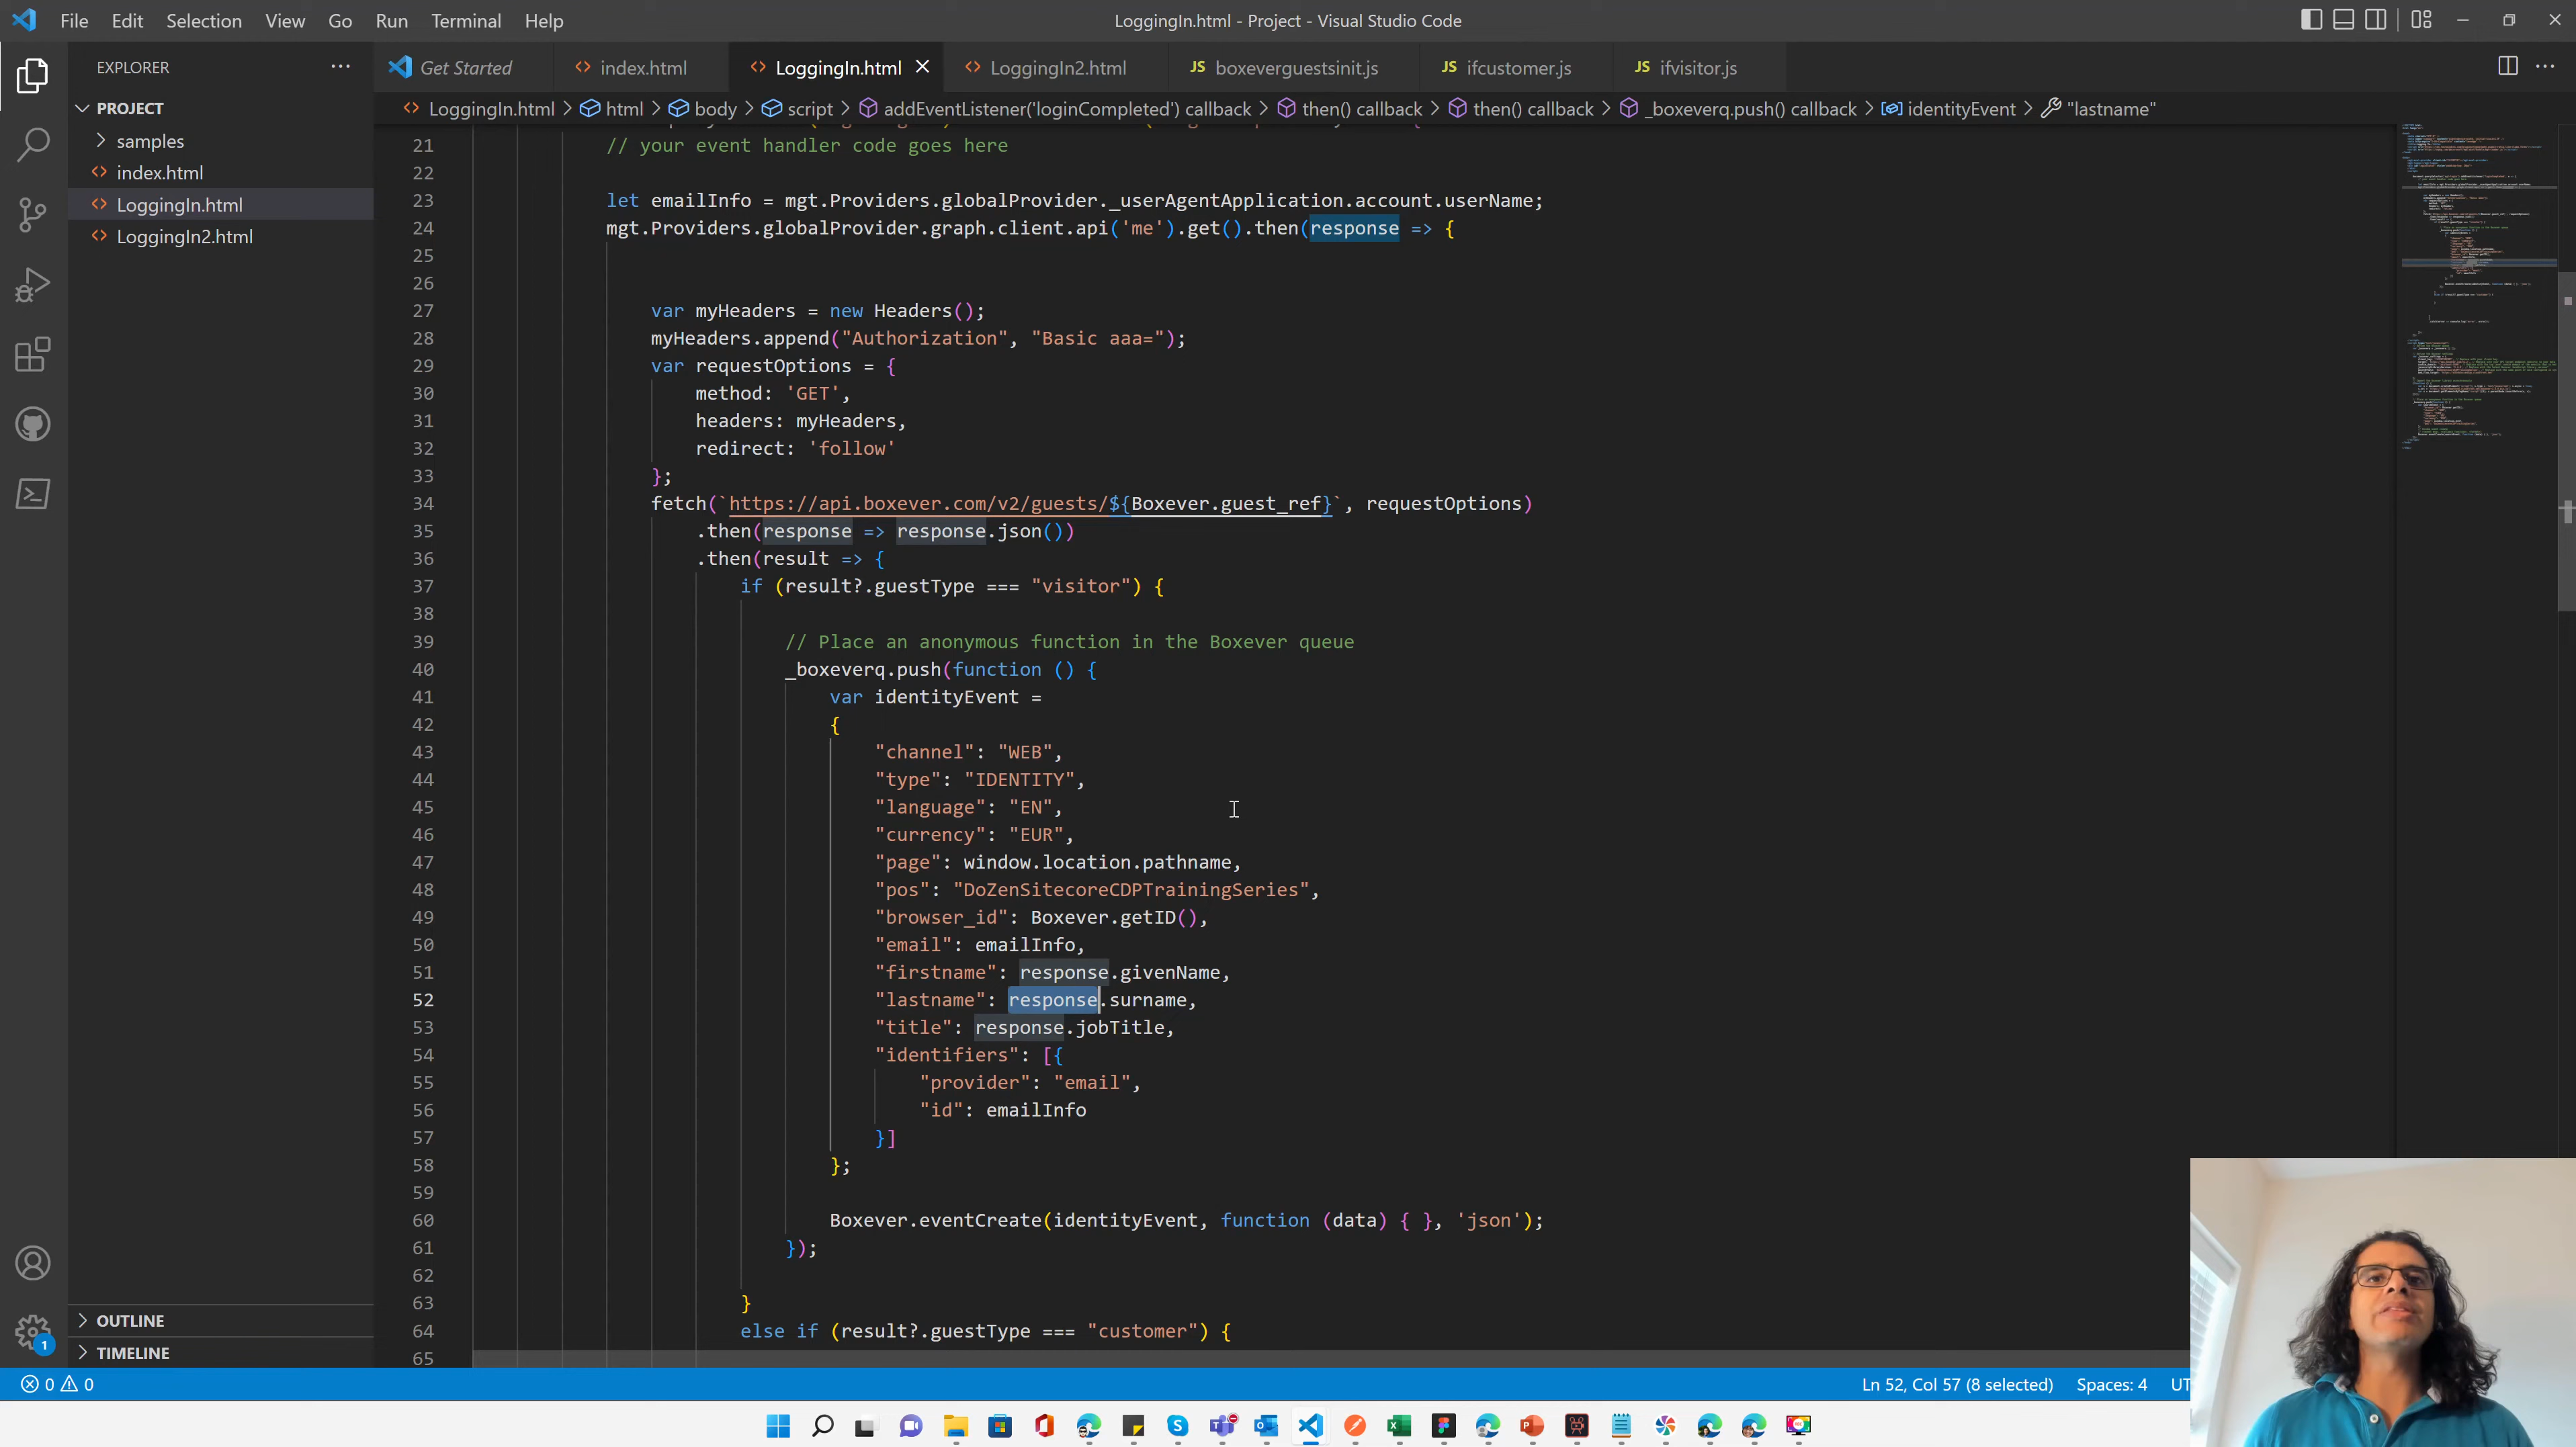 File Edit Selection View Go Run Terminal Help
LoggingIn.html - Project - Visual Studio Code
EXPLORER
Get Started index.html LoggingIn.html LoggingIn2.html boxeverguestsinit.js ifcustomer.js ifvisitor.js
PROJECT
samples
index.html
LoggingIn.html
LoggingIn2.html
LoggingIn.html > html > body > script > addEventListener('loginCompleted') callback > then() callback > then() callback > _boxeverq.push() callback > identityEvent > "lastname"
21 // your event handler code goes here
22
23 let emailInfo = mgt.Providers.globalProvider._userAgentApplication.account.userName;
24 mgt.Providers.globalProvider.graph.client.api('me').get().then(response => {
25
26
27 var myHeaders = new Headers();
28 myHeaders.append("Authorization", "Basic aaa=");
29 var requestOptions = {
30 method: 'GET',
31 headers: myHeaders,
32 redirect: 'follow'
33 };
34 fetch(`https://api.boxever.com/v2/guests/${Boxever.guest_ref}`, requestOptions)
35 .then(response => response.json())
36 .then(result => {
37 if (result?.guestType === "visitor") {
38
39 // Place an anonymous function in the Boxever queue
40 _boxeverq.push(function () {
41 var identityEvent =
42 {
43 "channel": "WEB",
44 "type": "IDENTITY",
45 "language": "EN",
46 "currency": "EUR",
47 "page": window.location.pathname,
48 "pos": "DoZenSitecoreCDPTrainingSeries",
49 "browser_id": Boxever.getID(),
50 "email": emailInfo,
51 "firstname": response.givenName,
52 "lastname": response.surname,
53 "title": response.jobTitle,
54 "identifiers": [{
55 "provider": "email",
56 "id": emailInfo
57 }]
58 };
59
60 Boxever.eventCreate(identityEvent, function (data) { }, 'json');
61 });
62
63 }
64 else if (result?.guestType === "customer") {
65
OUTLINE
TIMELINE
1
0 0
Ln 52, Col 57 (8 selected) Spaces: 4